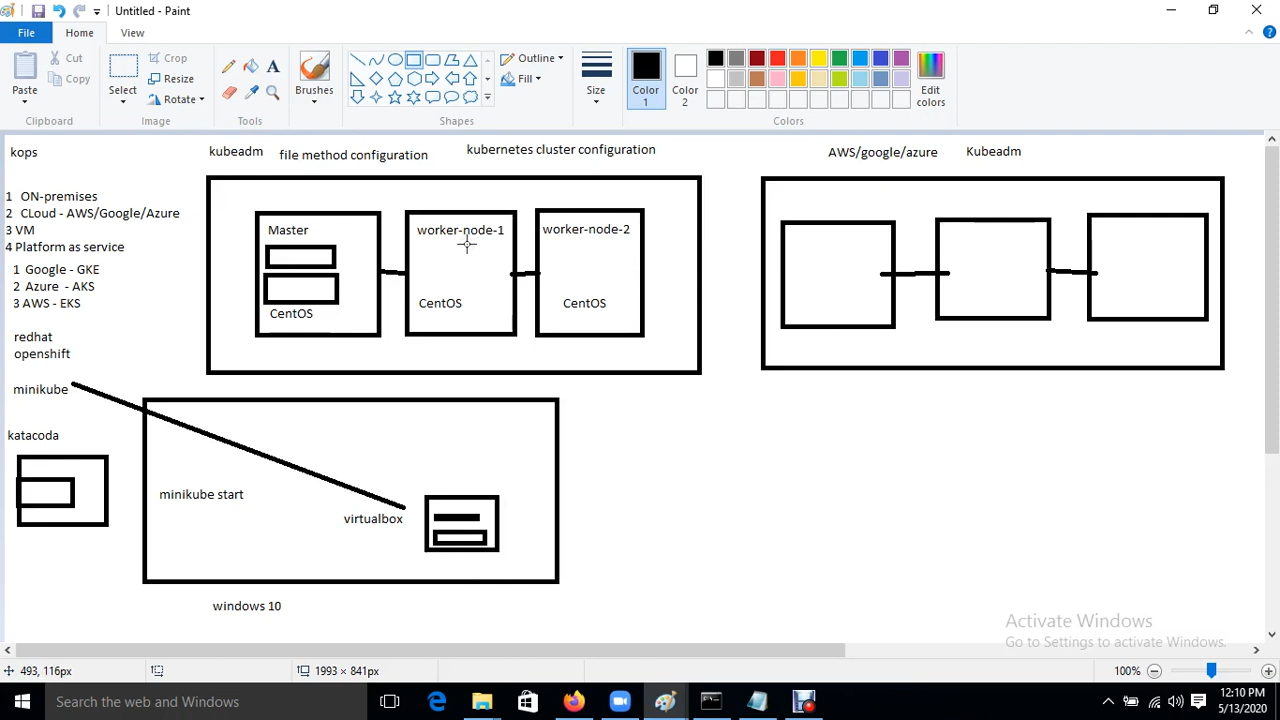 Untitled - Paint
File
Home
View
Paste
Cut
Copy
Clipboard
Select
Crop
Resize
Rotate
Image
Tools
Brushes
Shapes
Outline
Fill
Size
Color
1
Color
2
Edit
colors
Colors
kops
kubeadm
file method configuration
kubernetes cluster configuration
AWS/google/azure
Kubeadm
1 ON-premises
2 CLoud - AWS/Google/Azure
3 VM
4 Platform as service
1 Google - GKE
2 Azure - AKS
3 AWS - EKS
redhat
openshift
minikube
katacoda
Master
CentOS
worker-node-1
CentOS
worker-node-2
CentOS
minikube start
virtualbox
windows 10
Activate Windows
Go to Settings to activate Windows.
493, 116px
1993 × 841px
100%
Search the web and Windows
12:10 PM
5/13/2020